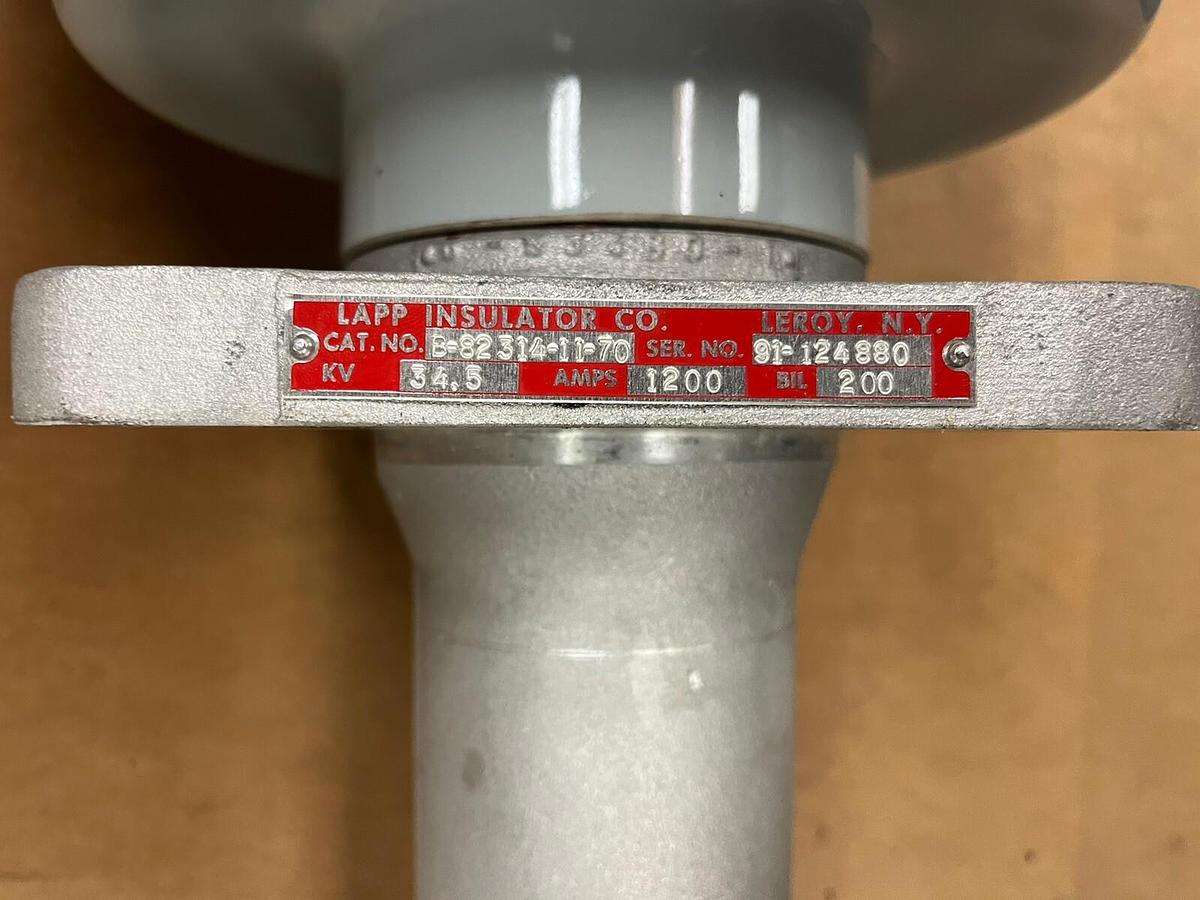 LAPP INSULATOR CO. LEROY, N.Y.
CAT. NO. B-82314-11-70 SER. NO. 91-124880
KV 34.5 AMPS 1200 BIL 200